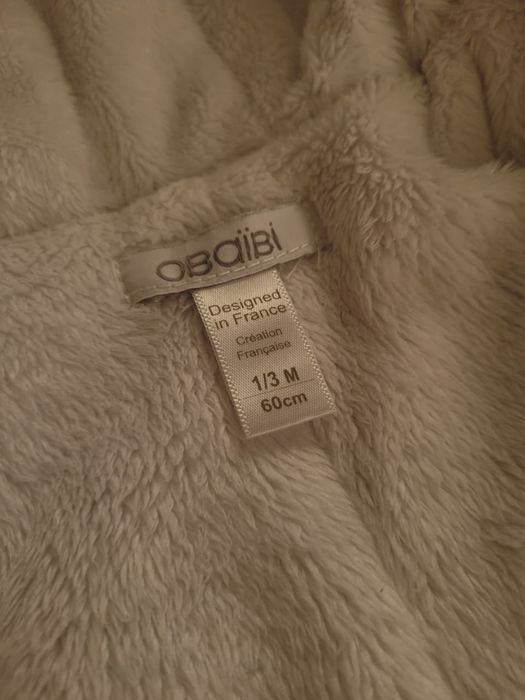 OBaïBi
Designed
in France
Création
Française
1/3 M
60cm